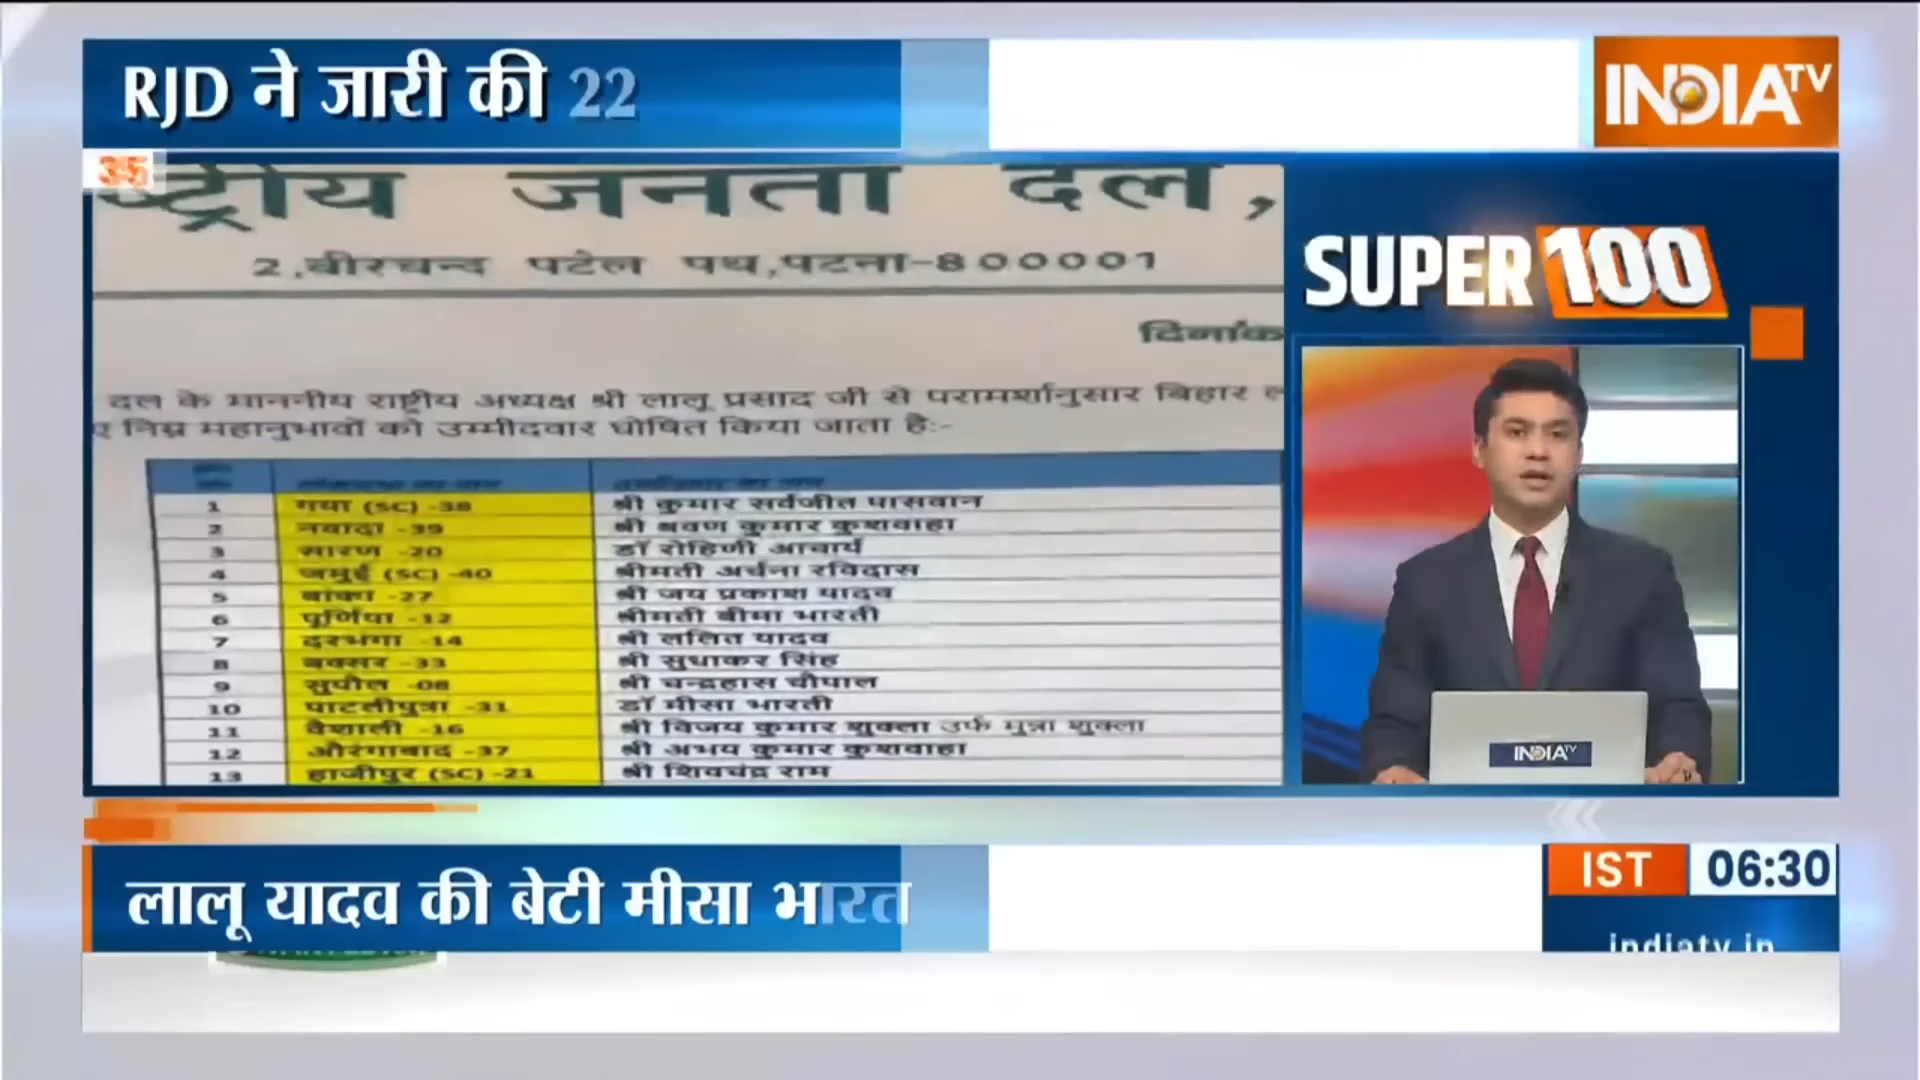 RJD ने जारी की 22
INDIA TV
35
ष्ट्रीय जनता दल,
2,बीरचन्द पटेल पथ,पटना-800001
दिनांक
दल के माननीय राष्ट्रीय अध्यक्ष श्री लालू प्रसाद जी से परामर्शानुसार बिहार ल
ए निम्न महानुभावों को उम्मीदवार घोषित किया जाता है:-
1 गया (SC) -38 श्री कुमार सर्वजीत पासवान
2 नवादा -39 श्री श्रवण कुमार कुशवाहा
3 सारण -20 डॉ रोहिणी आचार्य
4 जमुई (SC) -40 श्रीमती अर्चना रविदास
5 बांका -27 श्री जय प्रकाश यादव
6 पूर्णिया -12 श्रीमती बीमा भारती
7 दरभंगा -14 श्री ललित यादव
8 बक्सर -33 श्री सुधाकर सिंह
9 सुपौल -08 श्री चन्द्रहास चौपाल
10 पाटलीपुत्रा -31 डॉ मीसा भारती
11 वैशाली -16 श्री विजय कुमार शुक्ला उर्फ मुन्ना शुक्ला
12 औरंगाबाद -37 श्री अभय कुमार कुशवाहा
13 हाजीपुर (SC) -21 श्री शिवचंद्र राम
SUPER 100
INDIA TV
लालू यादव की बेटी मीसा भारत
IST 06:30
indiatv.in